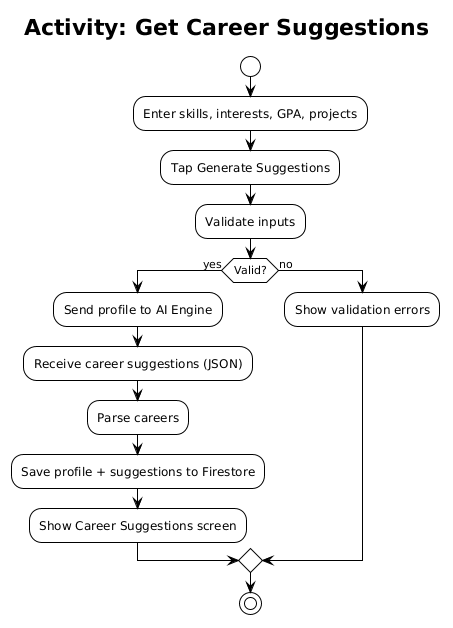 Activity: Get Career Suggestions
Enter skills, interests, GPA, projects
Tap Generate Suggestions
Validate inputs
yes
Valid?
no
Send profile to AI Engine
Show validation errors
Receive career suggestions (JSON)
Parse careers
Save profile + suggestions to Firestore
Show Career Suggestions screen